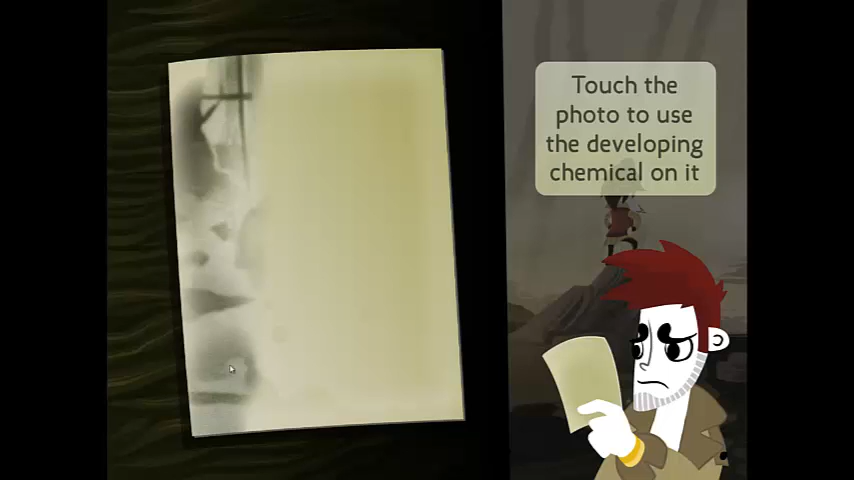 Touch the
photo to use
the developing
chemical on it